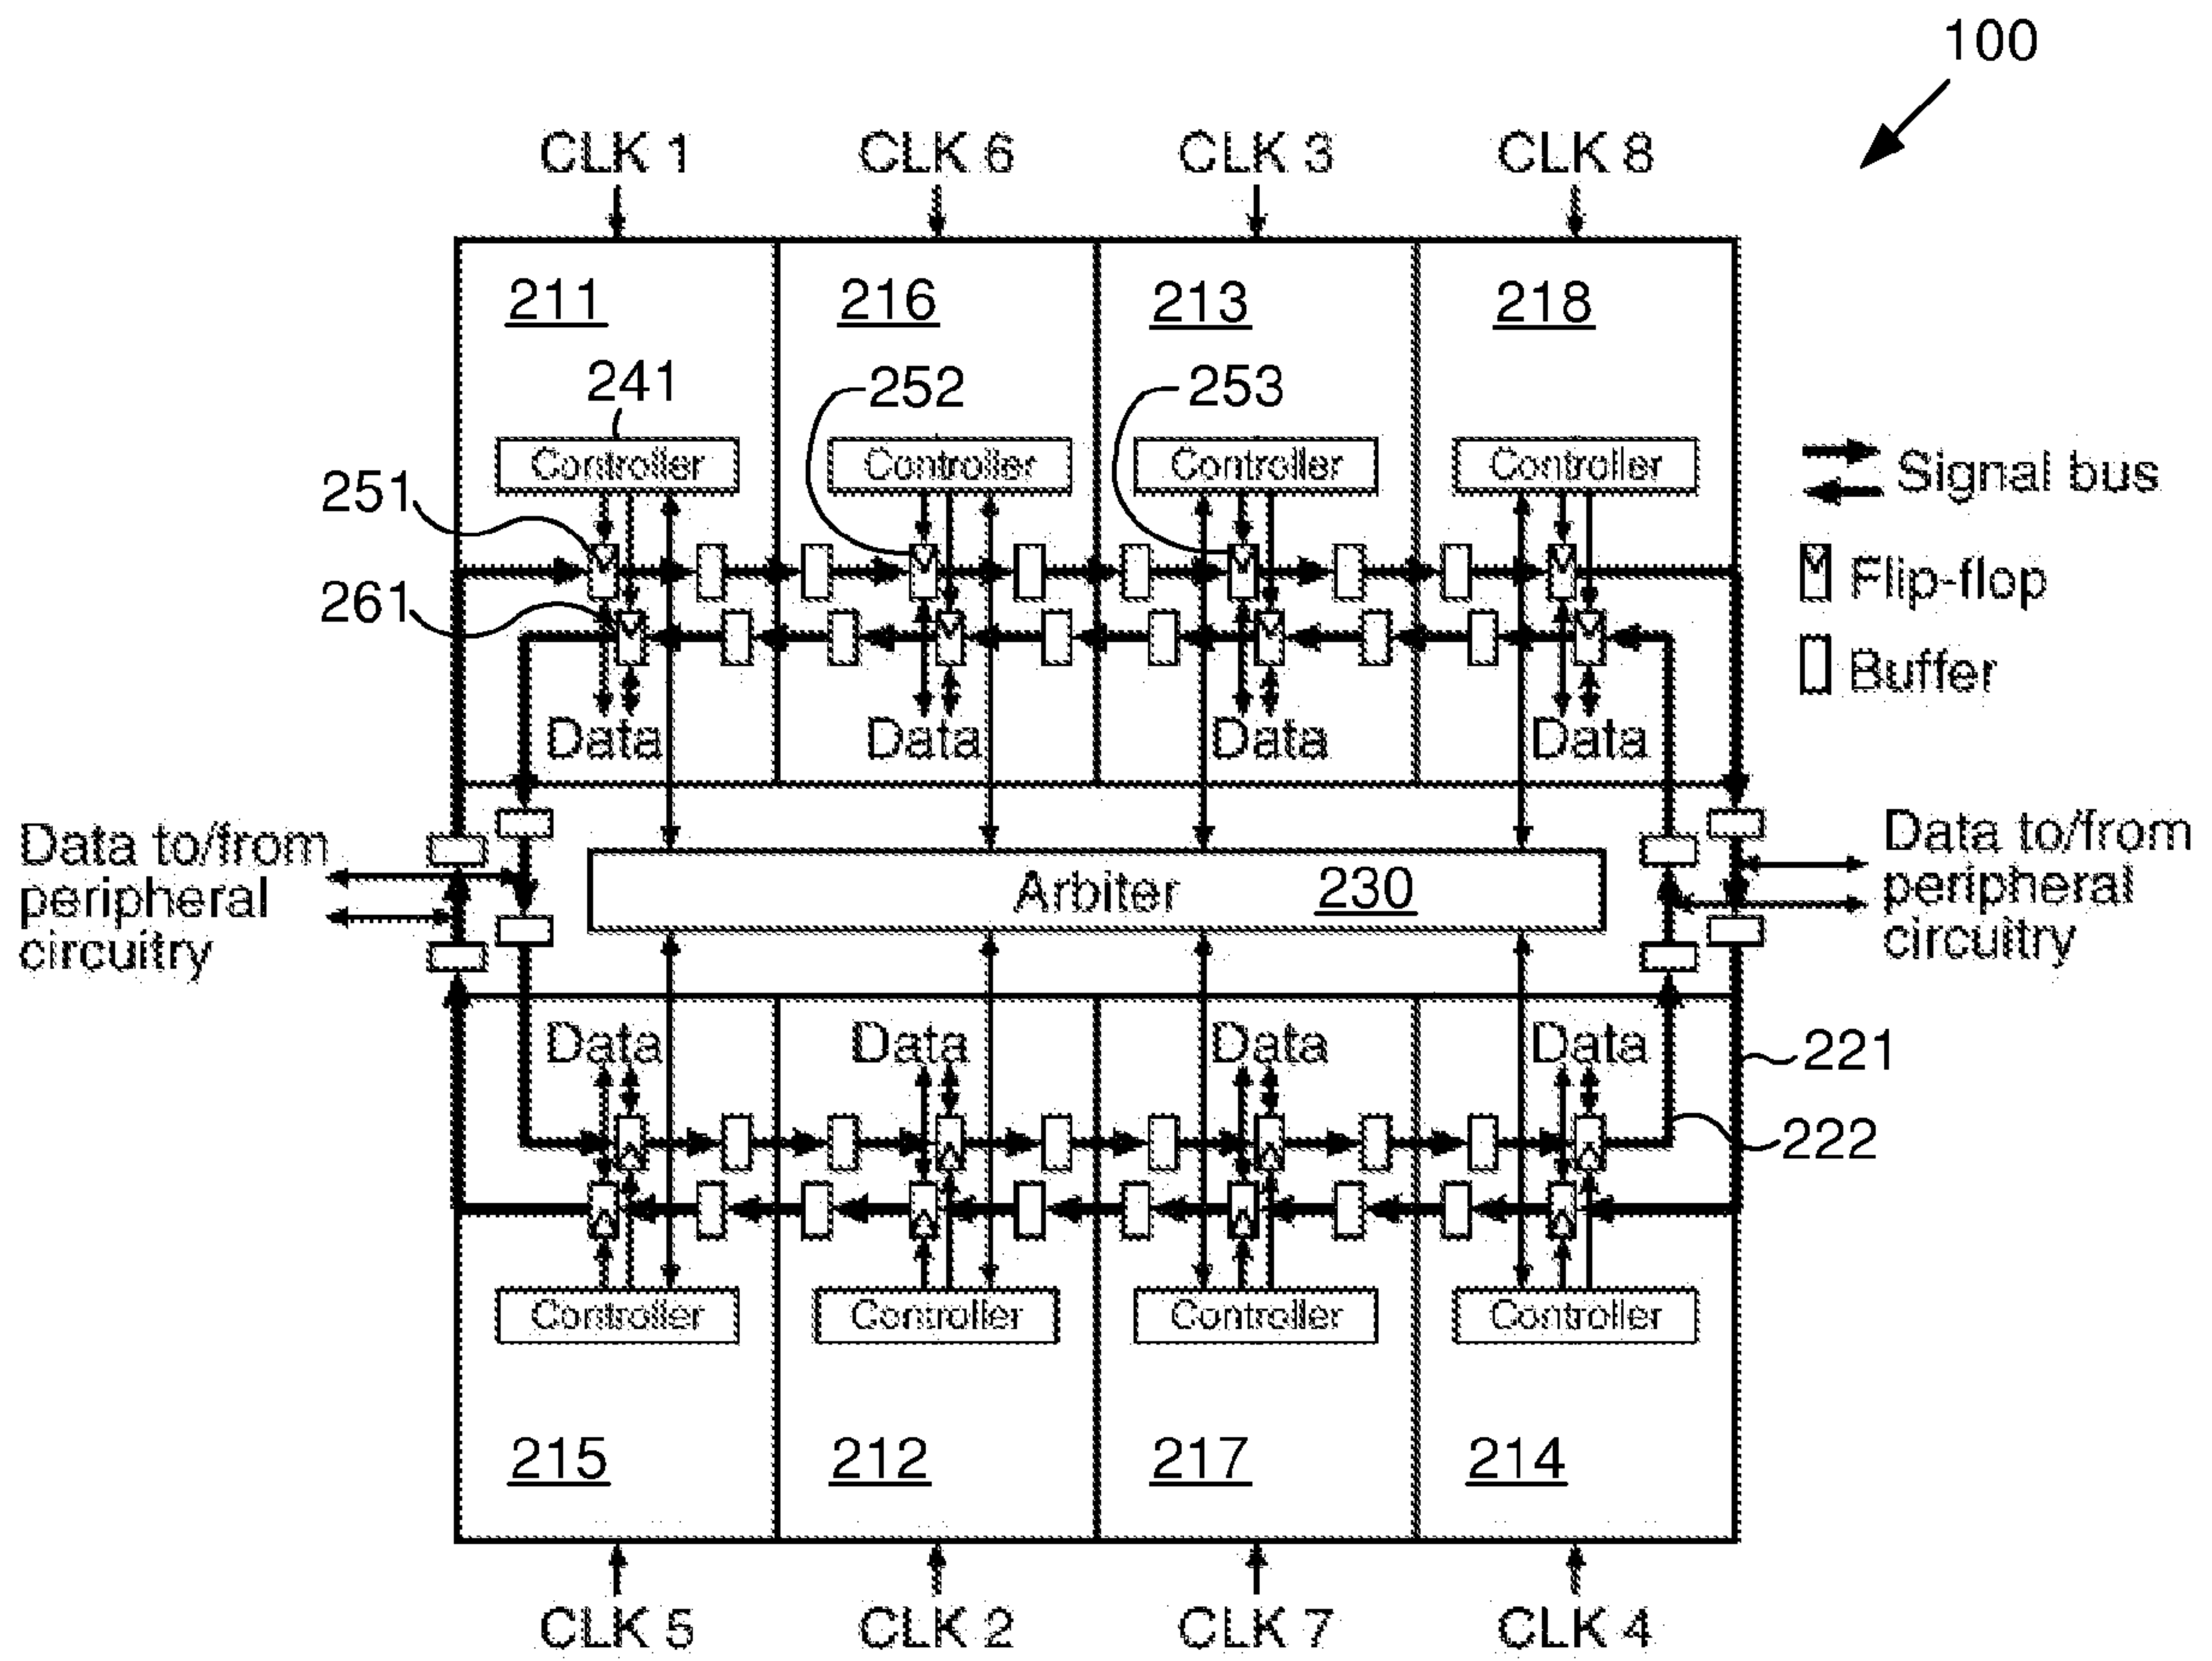 100
CLK 1 CLK 6 CLK 3 CLK 8
211 216 213 218
241 252 253
Controller Controller Controller Controller
251
261
Signal bus
Flip-flop
Buffer
Data Data Data Data
Data to/from
peripheral
circuitry
Arbiter 230
Data to/from
peripheral
circuitry
Data Data Data Data
221
222
Controller Controller Controller Controller
215 212 217 214
CLK 5 CLK 2 CLK 7 CLK 4